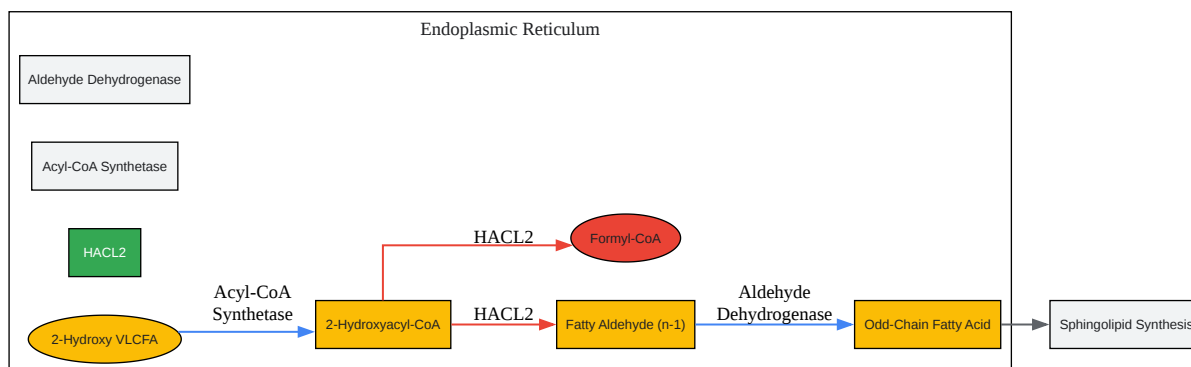 Endoplasmic Reticulum
Aldehyde Dehydrogenase
Acyl-CoA Synthetase
HACL2
HACL2
Formyl-CoA
Acyl-CoA
Synthetase
HACL2
Aldehyde
Dehydrogenase
2-Hydroxy VLCFA
2-Hydroxyacyl-CoA
Fatty Aldehyde (n-1)
Odd-Chain Fatty Acid
Sphingolipid Synthesis